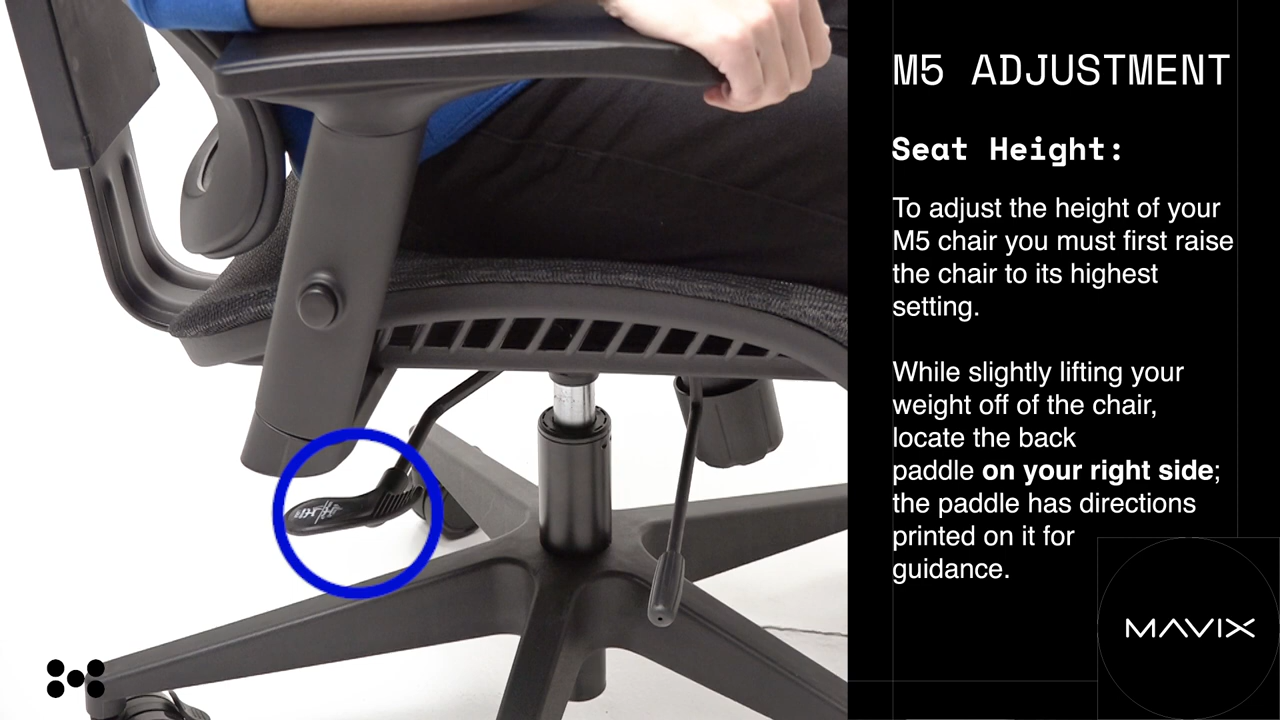 M5 ADJUSTMENT
Seat Height:
To adjust the height of your
M5 chair you must first raise
the chair to its highest
setting.
While slightly lifting your
weight off of the chair,
locate the back
paddle on your right side;
the paddle has directions
printed on it for
guidance.
MAVIX